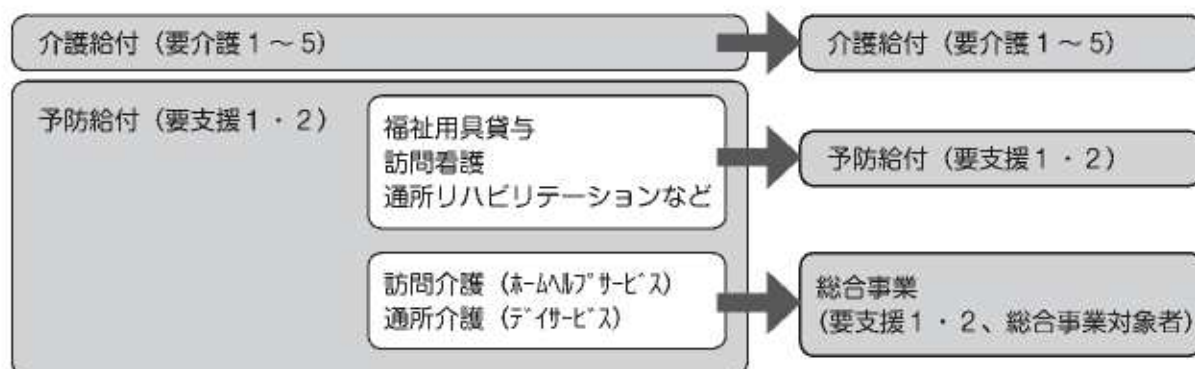 介護給付（要介護１～５）
介護給付（要介護１～５）
予防給付（要支援１・２）
福祉用具貸与
訪問看護
通所リハビリテーションなど
予防給付（要支援１・２）
訪問介護（ﾎｰﾑﾍﾙﾌﾟｻｰﾋﾞｽ）
通所介護（ﾃﾞｲｻｰﾋﾞｽ）
総合事業
（要支援１・２、総合事業対象者）